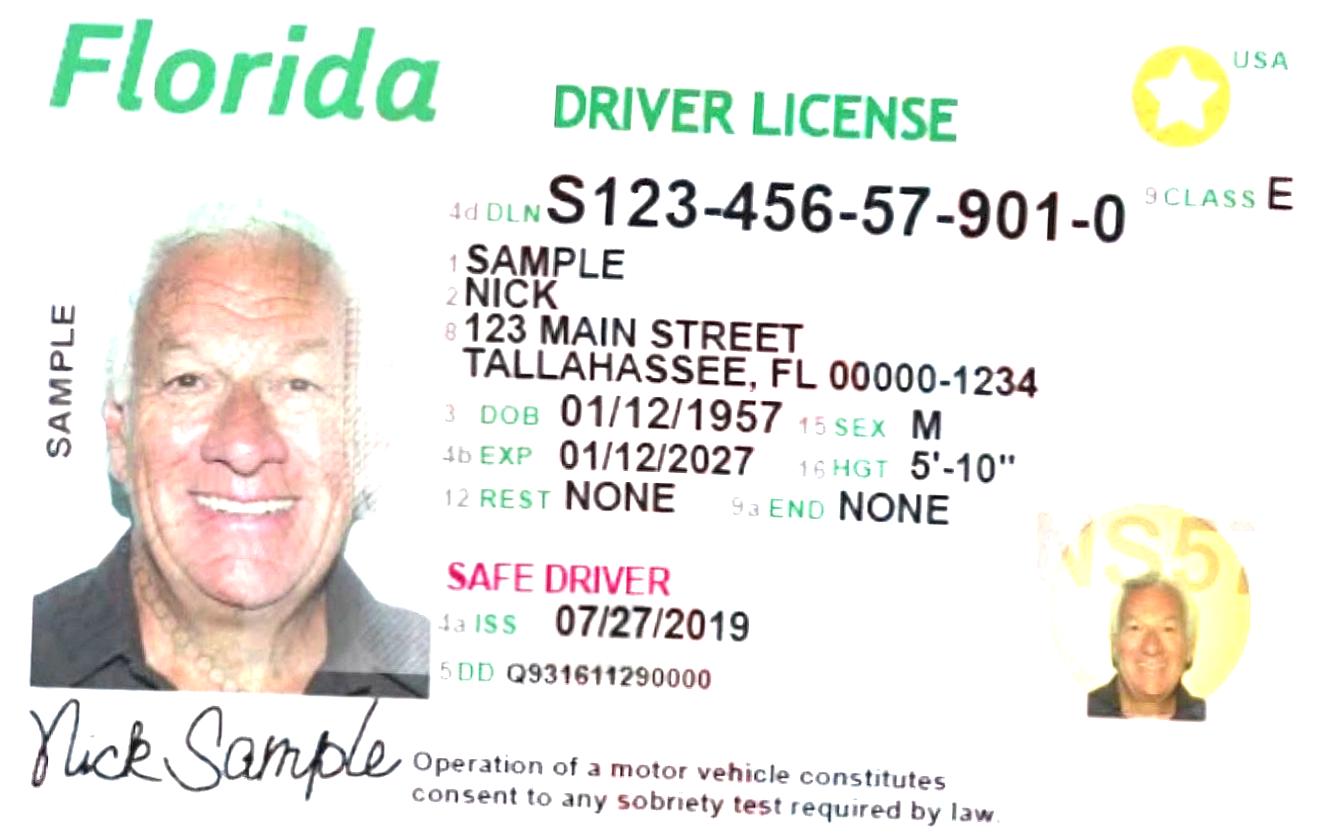 Florida
DRIVER LICENSE
USA
4d DLN S123-456-57-901-0 9 CLASS E
1 SAMPLE
2 NICK
8 123 MAIN STREET
TALLAHASSEE, FL 00000-1234
3 DOB 01/12/1957 15 SEX M
4b EXP 01/12/2027 16 HGT 5'-10"
12 REST NONE 9a END NONE
SAFE DRIVER
4a ISS 07/27/2019
5 DD Q931611290000
SAMPLE
Nick Sample
Operation of a motor vehicle constitutes
consent to any sobriety test required by law.